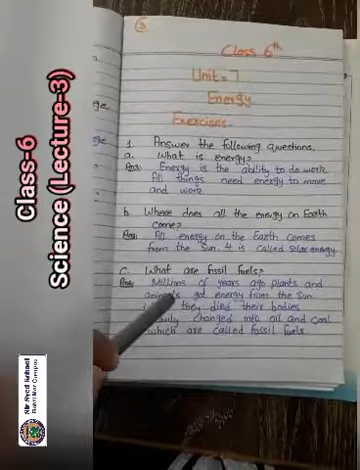 Class-6
Science (Lecture-3)
Sir Syed School
3
Class 6th
Unit = 7
Energy
Exercises
1. Answer the following questions.
a. What is energy?
Ans: Energy is the ability to do work
All things need energy to move
and work
b. Where does all the energy on Earth
come?
Ans: All energy on the Earth comes
from the Sun. It is called solar energy
C. What are fossil fuels?
Ans: Millions of years ago plants and
animals got energy from the Sun
they died their bodies
changed into oil and coal
which are called fossil fuels.